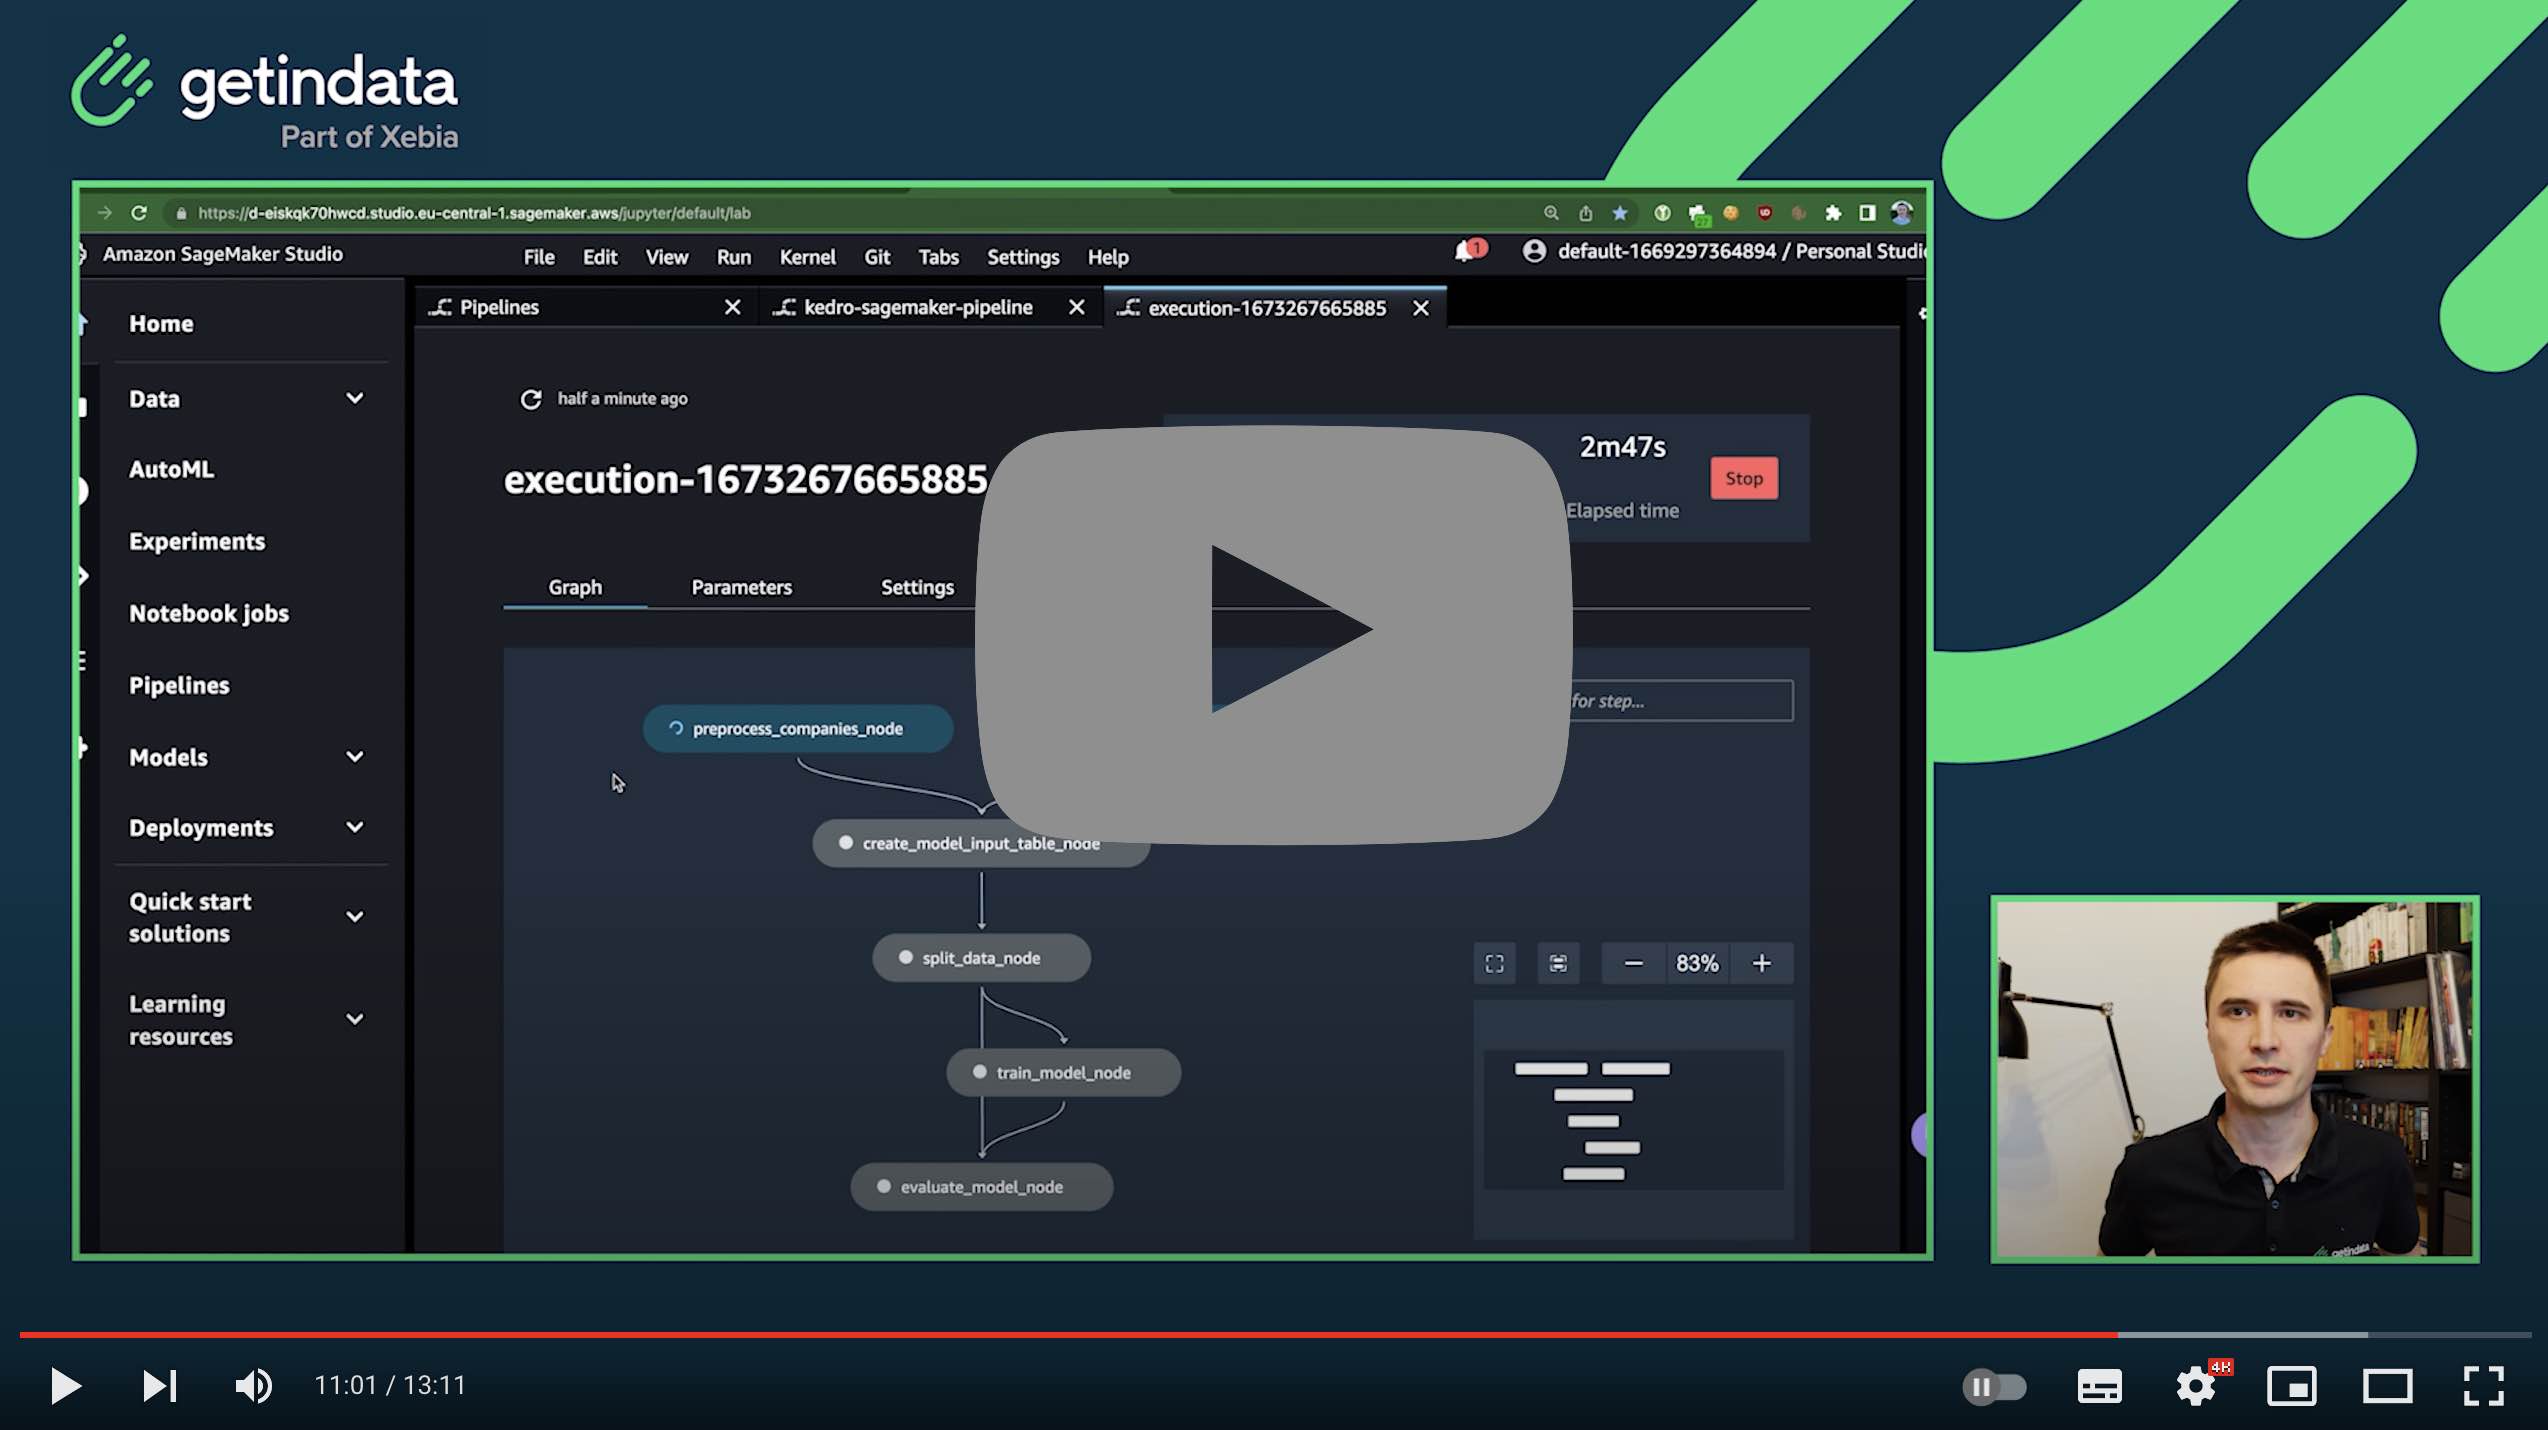 getindata
Part of Xebia
https://d-eiskqk70hwcd.studio.eu-central-1.sagemaker.aws/jupyter/default/lab
27
Amazon SageMaker Studio
File Edit View Run Kernel Git Tabs Settings Help
1
default-1669297364894 / Personal Studi
Pipelines
kedro-sagemaker-pipeline
execution-1673267665885
Home
Data
AutoML
Experiments
Notebook jobs
Pipelines
Models
Deployments
Quick start
solutions
Learning
resources
half a minute ago
execution-1673267665885
2m47s
Elapsed time
Stop
Graph Parameters Settings
for step...
preprocess_companies_node
create_model_input_table_node
split_data_node
train_model_node
evaluate_model_node
83%
getindata
11:01 / 13:11
4K